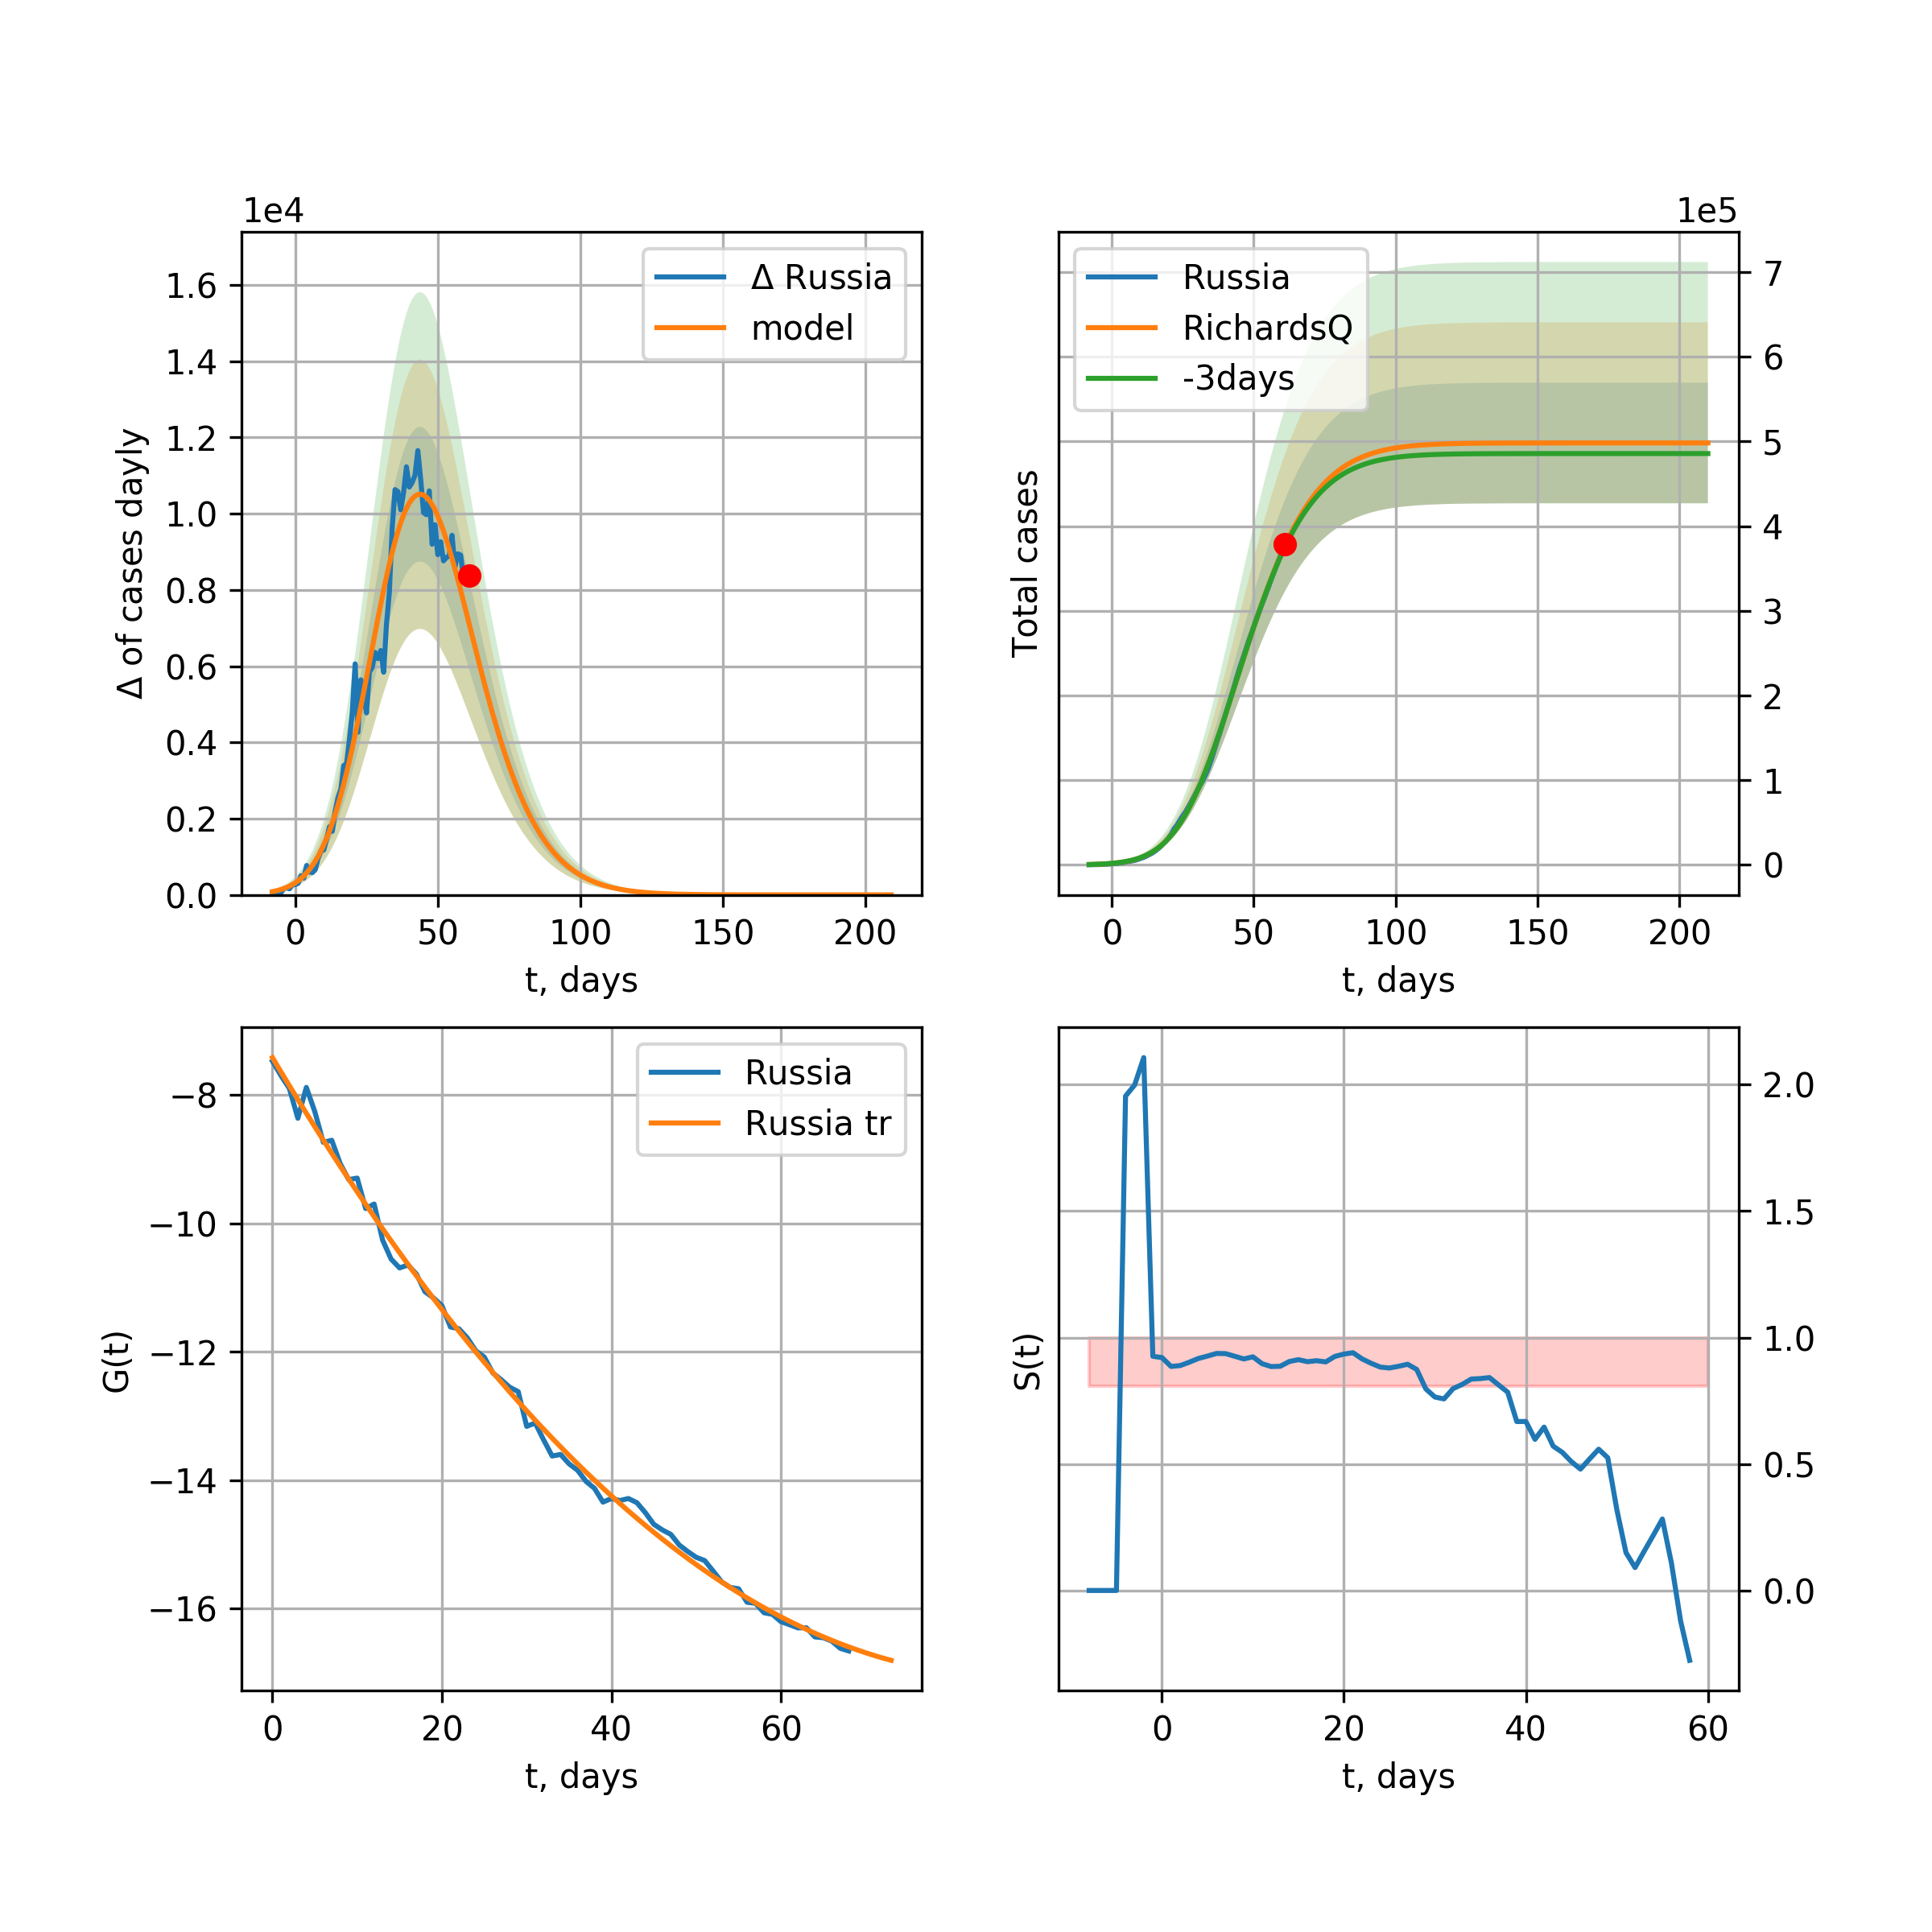 1e4
Δ of cases dayly
1.6
1.4
1.2
1.0
0.8
0.6
0.4
0.2
0.0
Δ Russia
model
0 50 100 150 200
t, days
1e5
Total cases
Russia
RichardsQ
-3days
7
6
5
4
3
2
1
0
0 50 100 150 200
t, days
G(t)
−8
−10
−12
−14
−16
Russia
Russia tr
0 20 40 60
t, days
S(t)
2.0
1.5
1.0
0.5
0.0
0 20 40 60
t, days